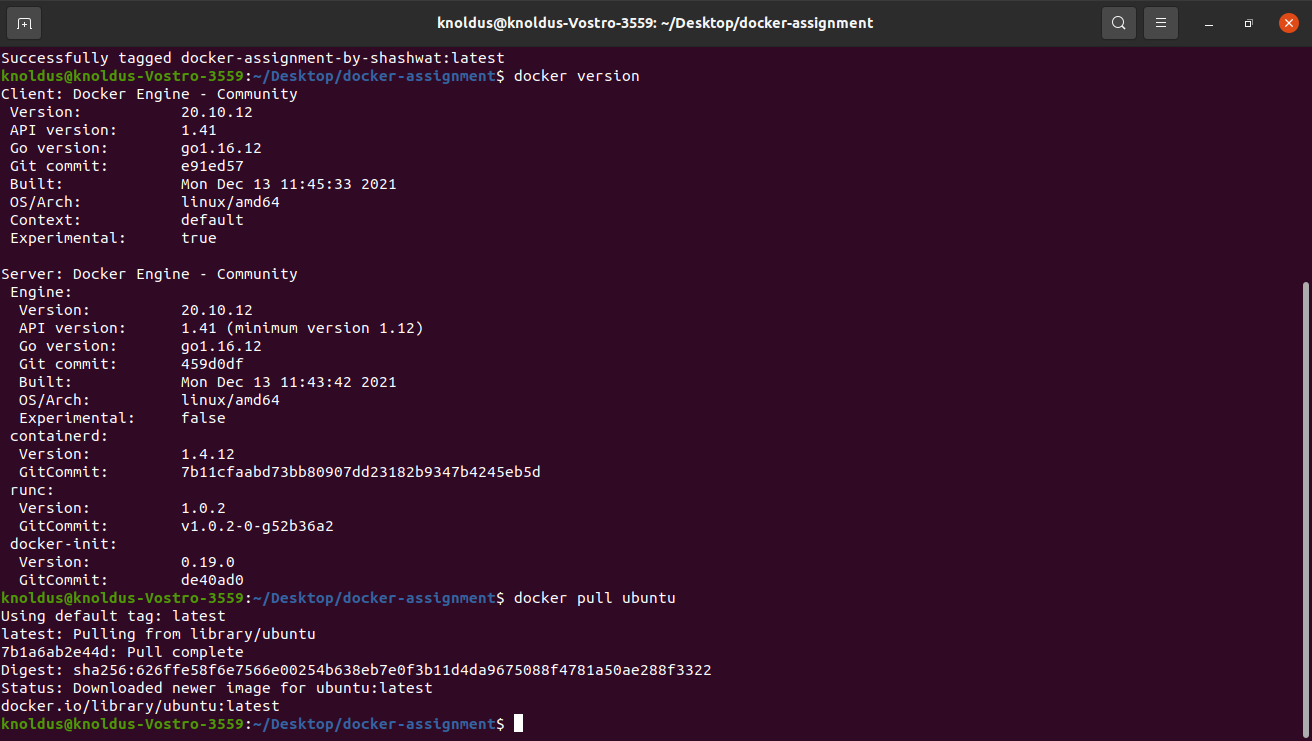 knoldus@knoldus-Vostro-3559: ~/Desktop/docker-assignment
Successfully tagged docker-assignment-by-shashwat:latest
knoldus@knoldus-Vostro-3559:~/Desktop/docker-assignment$ docker version
Client: Docker Engine - Community
 Version:           20.10.12
 API version:       1.41
 Go version:        go1.16.12
 Git commit:        e91ed57
 Built:             Mon Dec 13 11:45:33 2021
 OS/Arch:           linux/amd64
 Context:           default
 Experimental:      true

Server: Docker Engine - Community
 Engine:
  Version:          20.10.12
  API version:      1.41 (minimum version 1.12)
  Go version:       go1.16.12
  Git commit:       459d0df
  Built:            Mon Dec 13 11:43:42 2021
  OS/Arch:          linux/amd64
  Experimental:     false
 containerd:
  Version:          1.4.12
  GitCommit:        7b11cfaabd73bb80907dd23182b9347b4245eb5d
 runc:
  Version:          1.0.2
  GitCommit:        v1.0.2-0-g52b36a2
 docker-init:
  Version:          0.19.0
  GitCommit:        de40ad0
knoldus@knoldus-Vostro-3559:~/Desktop/docker-assignment$ docker pull ubuntu
Using default tag: latest
latest: Pulling from library/ubuntu
7b1a6ab2e44d: Pull complete
Digest: sha256:626ffe58f6e7566e00254b638eb7e0f3b11d4da9675088f4781a50ae288f3322
Status: Downloaded newer image for ubuntu:latest
docker.io/library/ubuntu:latest
knoldus@knoldus-Vostro-3559:~/Desktop/docker-assignment$